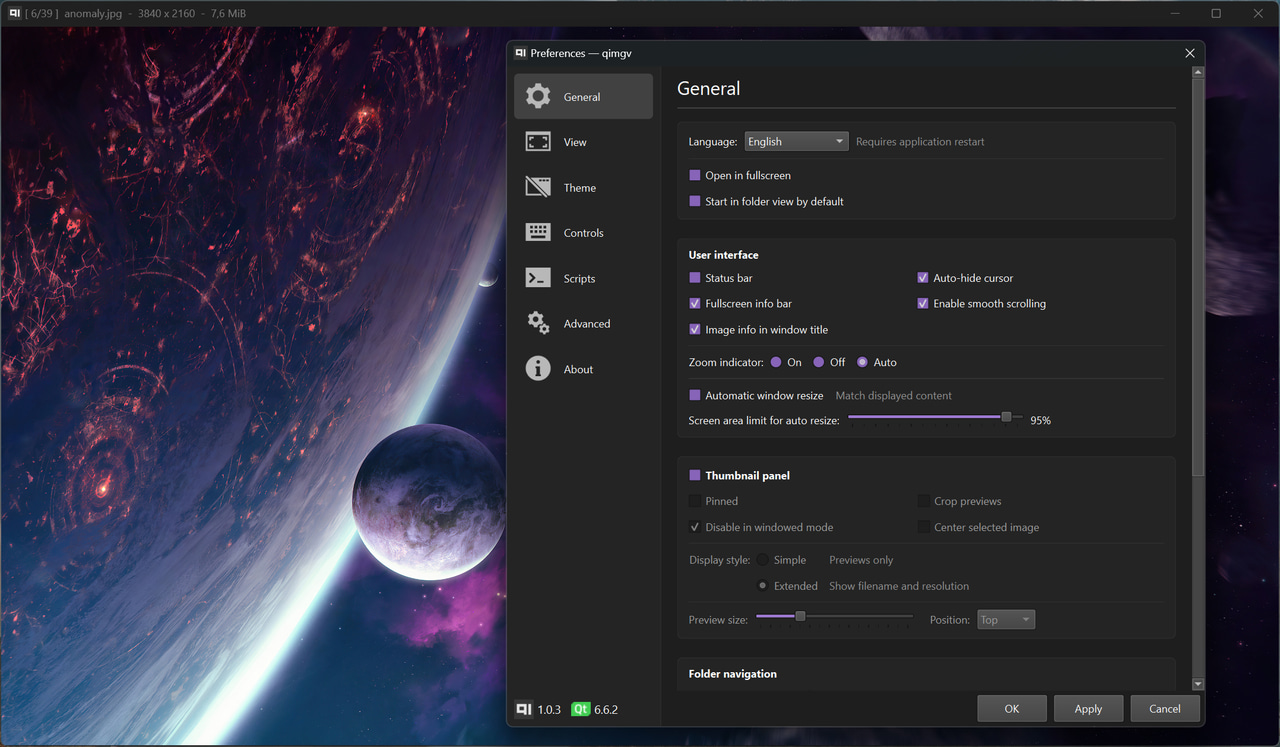 [ 6/39 ] anomaly.jpg - 3840 x 2160 - 7,6 MiB
Preferences — qimgv
General
View
Theme
Controls
Scripts
Advanced
About
1.0.3 Qt 6.6.2
General
Language: English Requires application restart
Open in fullscreen
Start in folder view by default
User interface
Status bar Auto-hide cursor
Fullscreen info bar Enable smooth scrolling
Image info in window title
Zoom indicator: On Off Auto
Automatic window resize Match displayed content
Screen area limit for auto resize: 95%
Thumbnail panel
Pinned Crop previews
Disable in windowed mode Center selected image
Display style: Simple Previews only
Extended Show filename and resolution
Preview size: Position: Top
Folder navigation
OK Apply Cancel